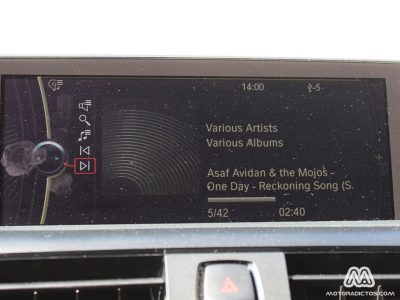 14:00
-5
Various Artists
Various Albums
Asaf Avidan & the Mojos -
One Day - Reckoning Song (S.
5/42
02:40
MOTORADICTOS.COM